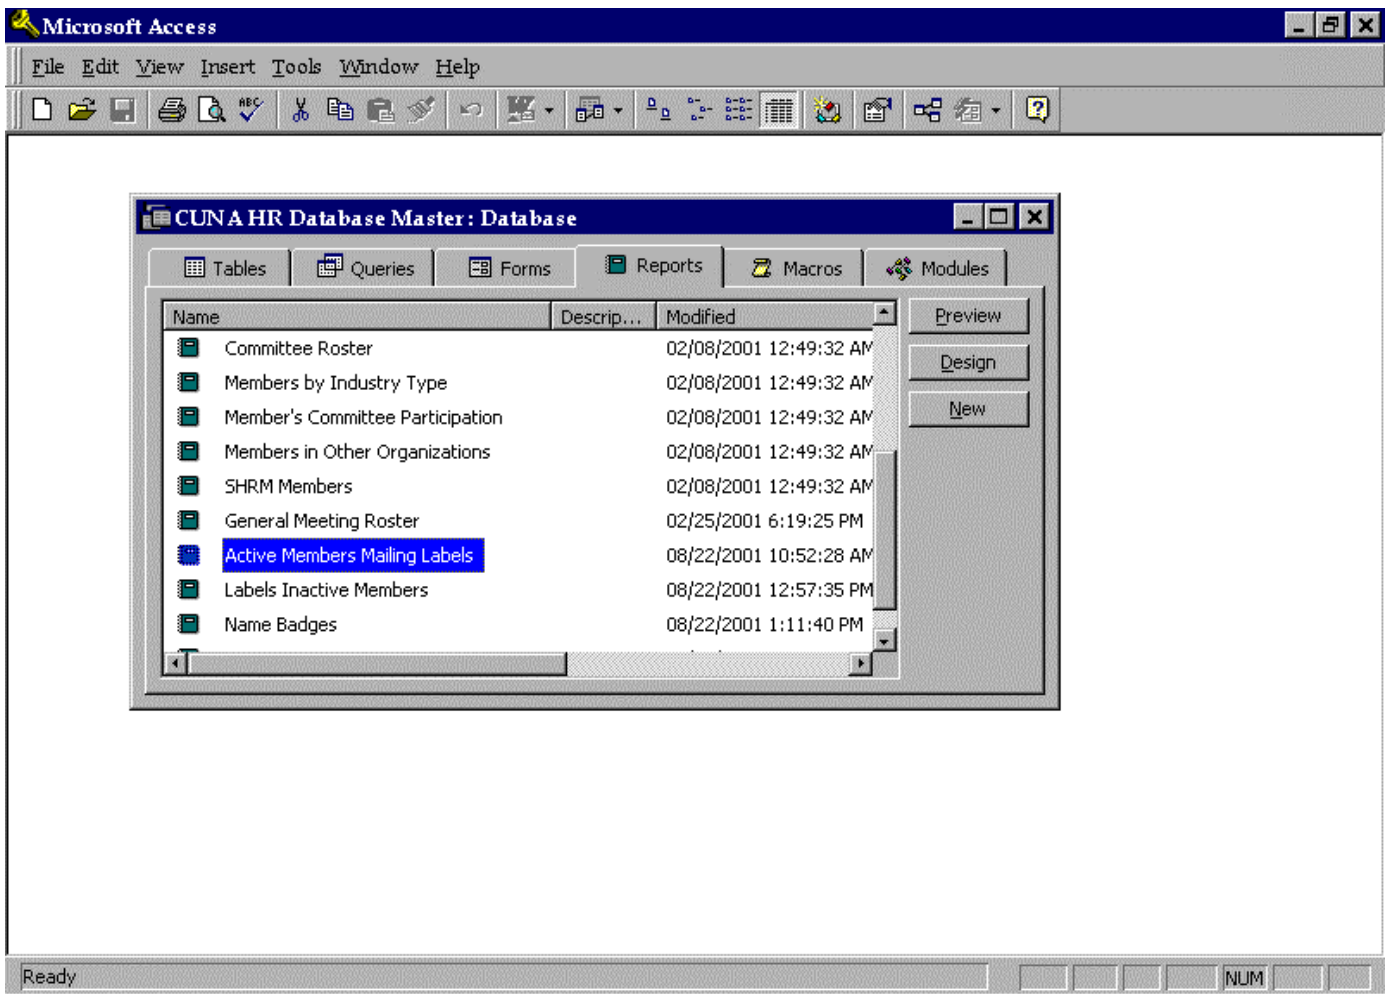 Microsoft Access
File Edit View Insert Tools Window Help
ABC
CUNA HR Database Master : Database
Tables Queries Forms Reports Macros Modules
Name Descrip... Modified
Preview
Committee Roster 02/08/2001 12:49:32 AM
Design
Members by Industry Type 02/08/2001 12:49:32 AM
New
Member's Committee Participation 02/08/2001 12:49:32 AM
Members in Other Organizations 02/08/2001 12:49:32 AM
SHRM Members 02/08/2001 12:49:32 AM
General Meeting Roster 02/25/2001 6:19:25 PM
Active Members Mailing Labels 08/22/2001 10:52:28 AM
Labels Inactive Members 08/22/2001 12:57:35 PM
Name Badges 08/22/2001 1:11:40 PM
Ready NUM